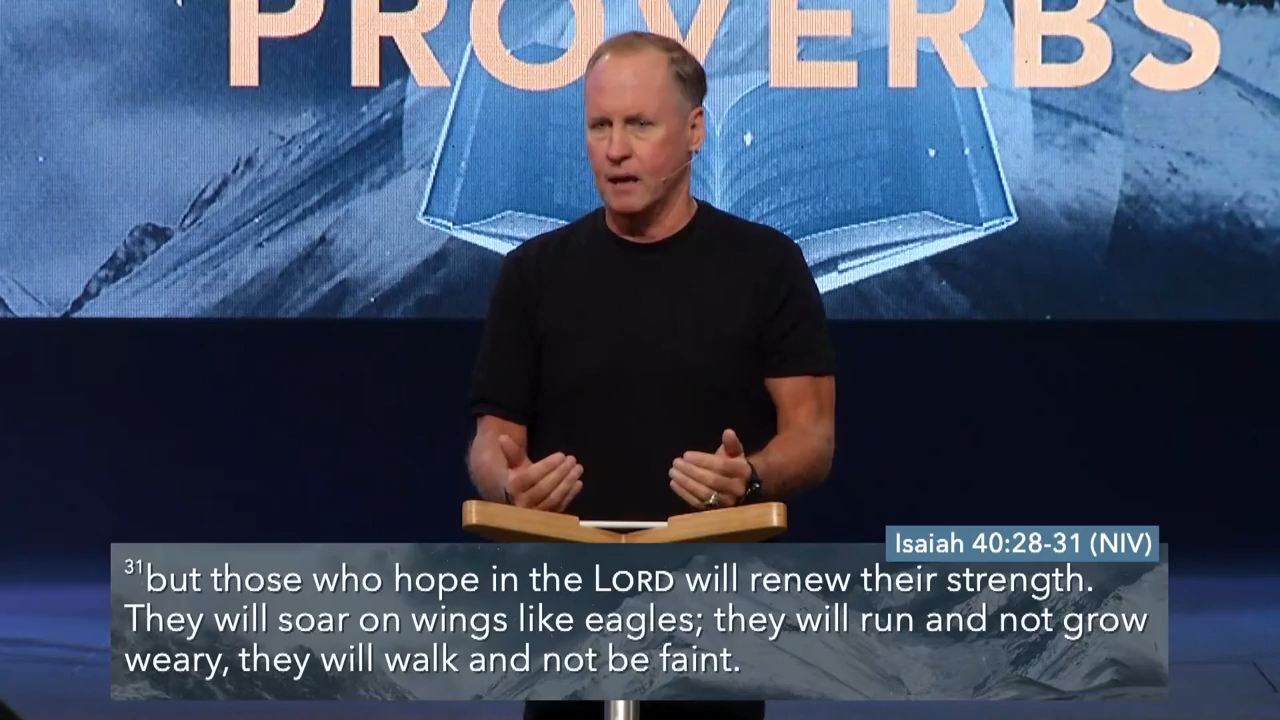 PROVERBS
Isaiah 40:28-31 (NIV)
31but those who hope in the LORD will renew their strength.
They will soar on wings like eagles; they will run and not grow
weary, they will walk and not be faint.